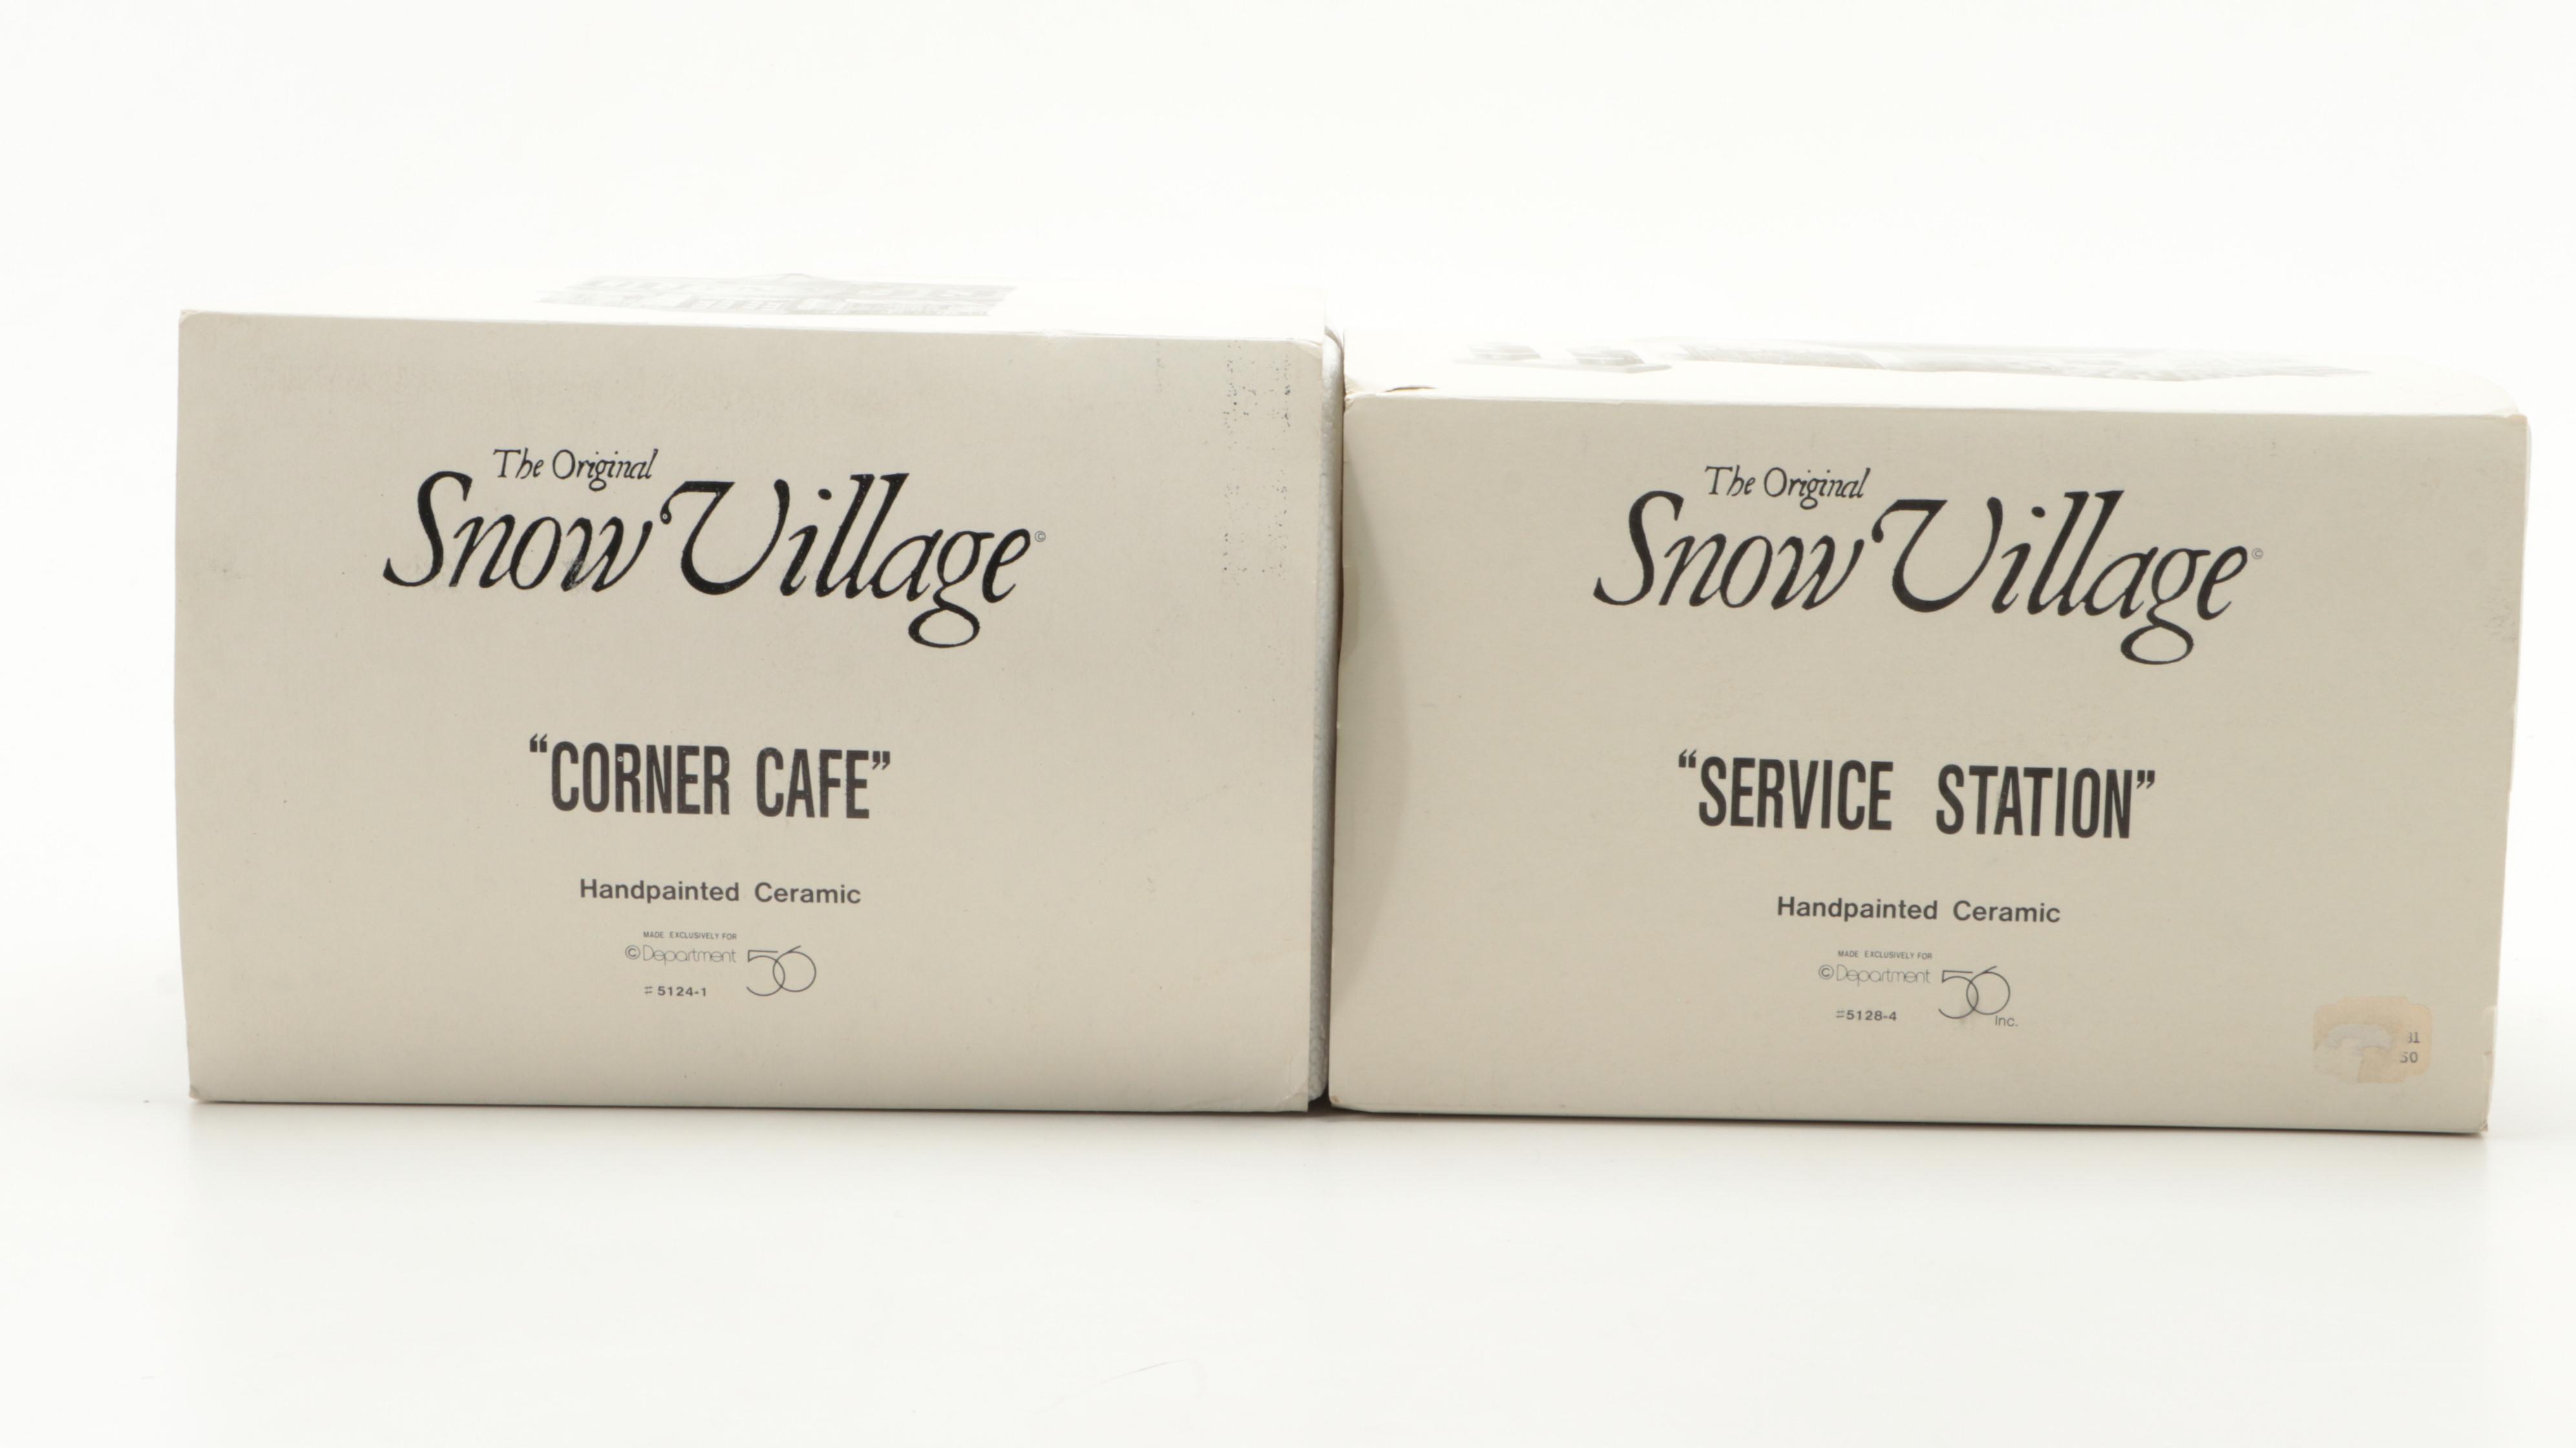 The Original
Snow Village©
“CORNER CAFE”
Handpainted Ceramic
MADE EXCLUSIVELY FOR
©Department 56
#5124-1
The Original
Snow Village©
“SERVICE STATION”
Handpainted Ceramic
MADE EXCLUSIVELY FOR
©Department 56
#5128-4 Inc.
50